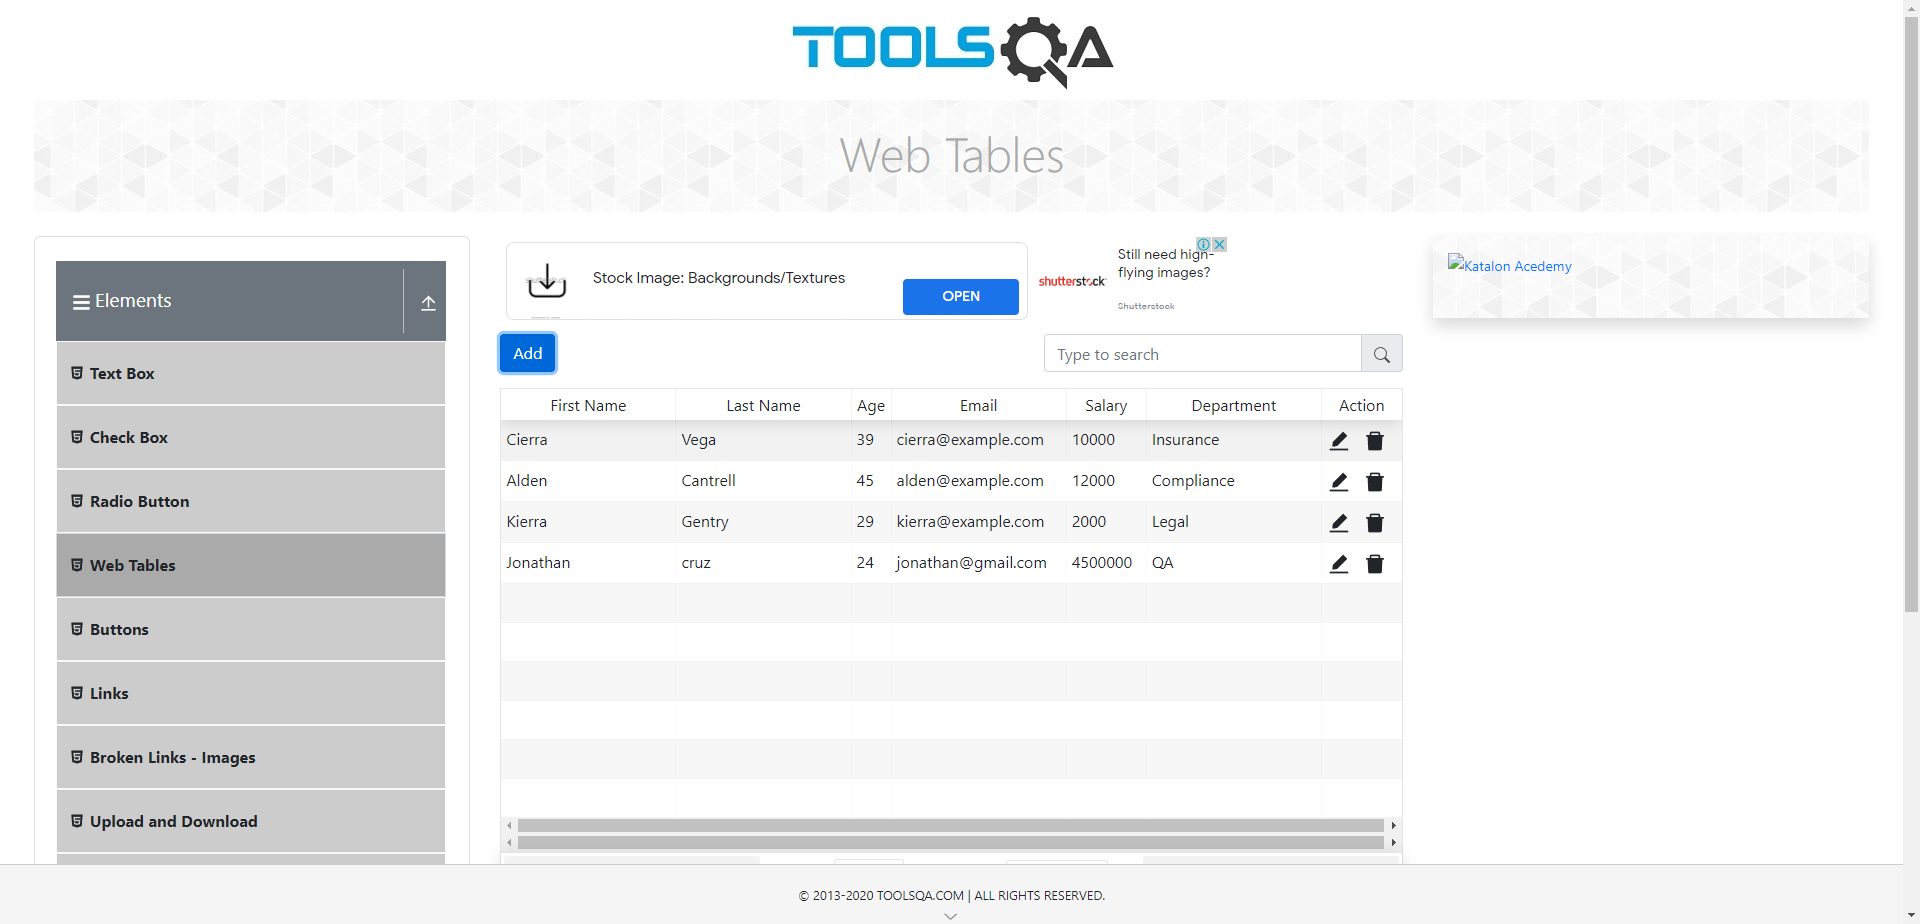 TOOLSQA
Web Tables
Elements
Text Box
Check Box
Radio Button
Web Tables
Buttons
Links
Broken Links - Images
Upload and Download
Stock Image: Backgrounds/Textures
OPEN
shutterstock
Still need high-
flying images?
Shutterstock
Katalon Acedemy
Add
Type to search
First Name Last Name Age Email Salary Department Action
Cierra Vega 39 cierra@example.com 10000 Insurance
Alden Cantrell 45 alden@example.com 12000 Compliance
Kierra Gentry 29 kierra@example.com 2000 Legal
Jonathan cruz 24 jonathan@gmail.com 4500000 QA
© 2013-2020 TOOLSQA.COM | ALL RIGHTS RESERVED.